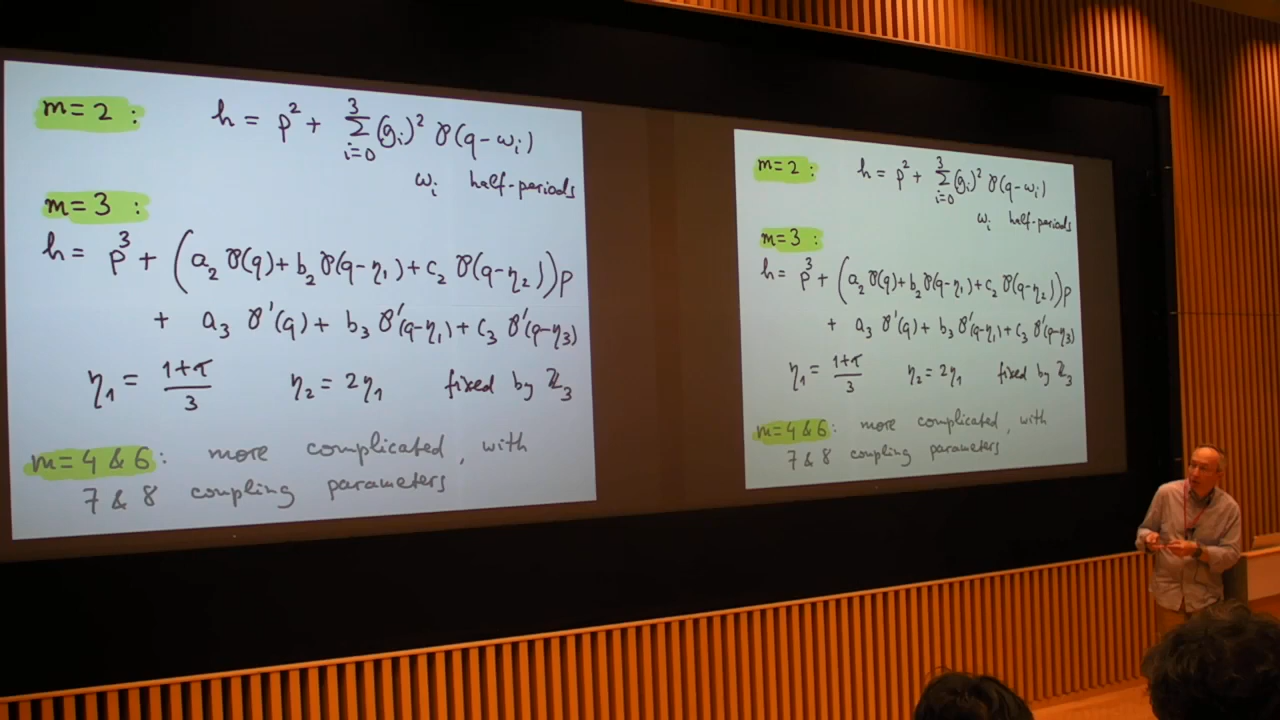 m=2 : h = p² + ∑_{i=0}^{3} (g_i)² ℘(q-ω_i)
ω_i half-periods
m=3 :
h = p³ + (a₂ ℘(q) + b₂ ℘(q-η₁) + c₂ ℘(q-η₂))p
+ a₃ ℘'(q) + b₃ ℘'(q-η₁) + c₃ ℘'(q-η₃)
η₁ = (1+τ)/3 η₂ = 2η₁ fixed by ℤ₃
m=4 & 6: more complicated, with
7 & 8 coupling parameters
m=2 : h = p² + ∑_{i=0}^{3} (g_i)² ℘(q-ω_i)
ω_i half-periods
m=3 :
h = p³ + (a₂ ℘(q) + b₂ ℘(q-η₁) + c₂ ℘(q-η₂))p
+ a₃ ℘'(q) + b₃ ℘'(q-η₁) + c₃ ℘'(q-η₃)
η₁ = (1+τ)/3 η₂ = 2η₁ fixed by ℤ₃
m=4 & 6: more complicated, with
7 & 8 coupling parameters